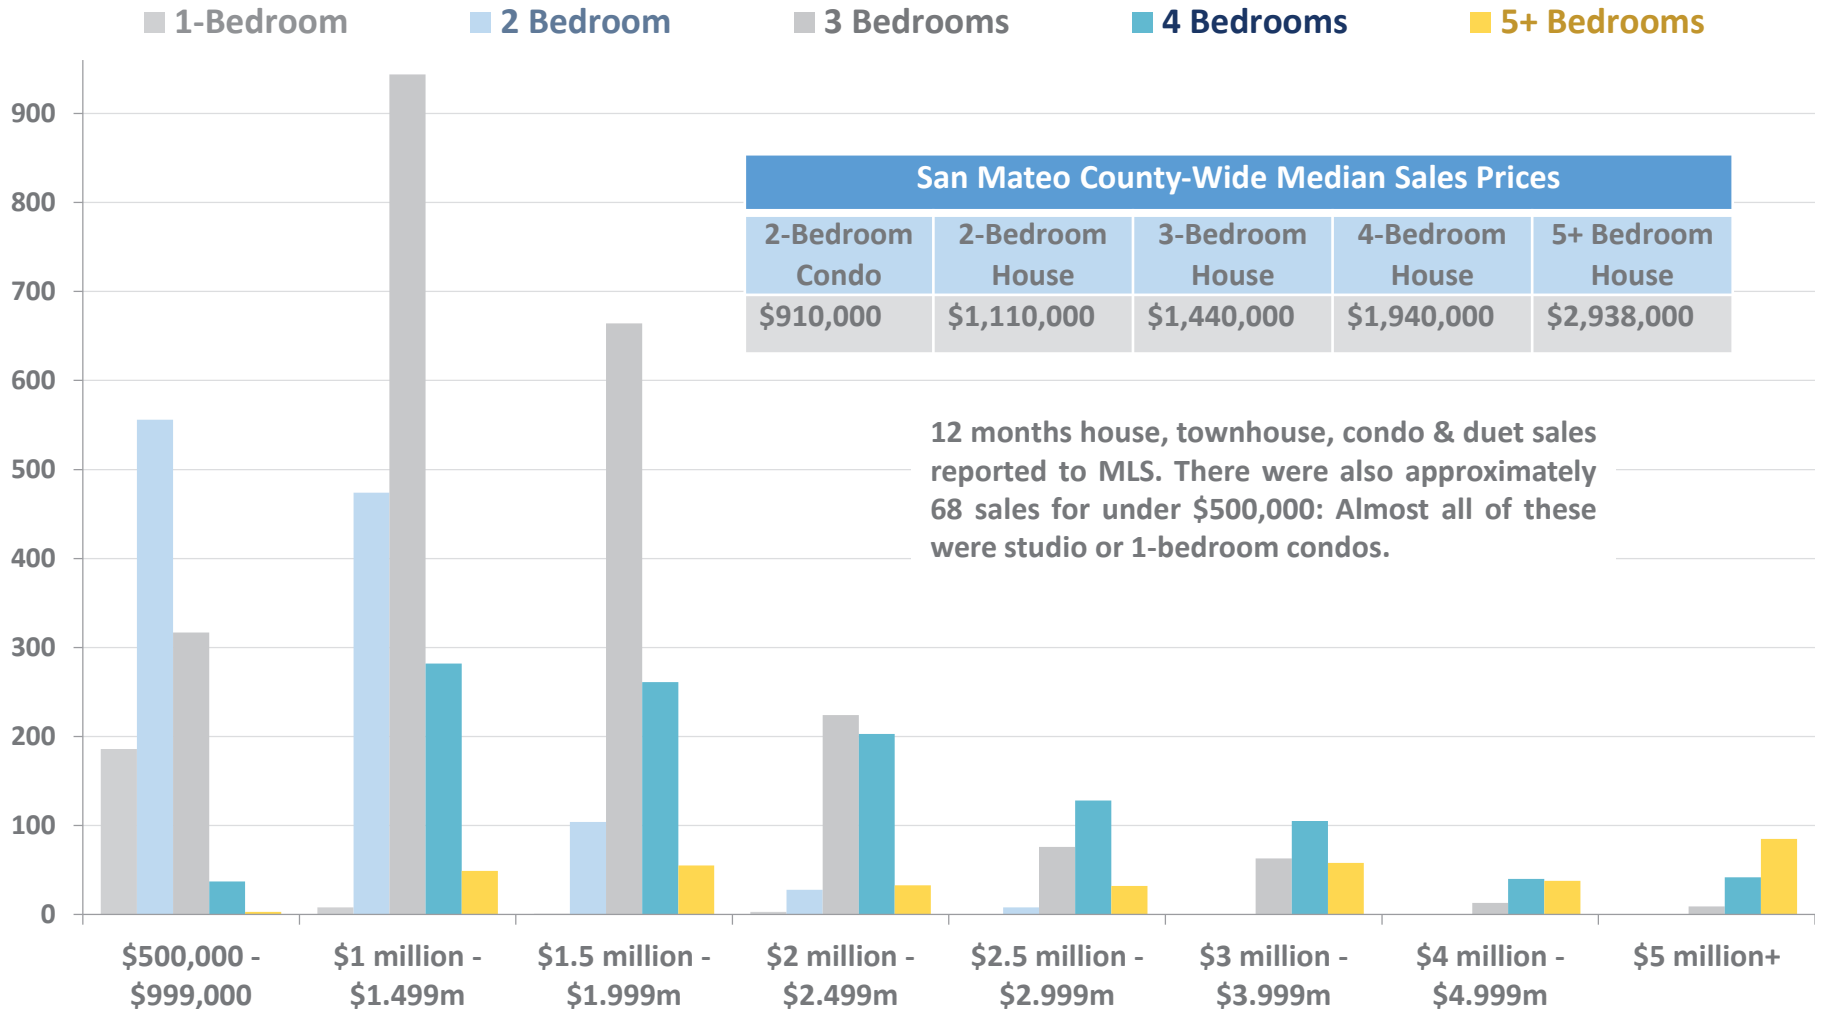 1-Bedroom 2 Bedroom 3 Bedrooms 4 Bedrooms 5+ Bedrooms
900
800
700
600
500
400
300
200
100
0
San Mateo County-Wide Median Sales Prices
2-Bedroom Condo
2-Bedroom House
3-Bedroom House
4-Bedroom House
5+ Bedroom House
$910,000 $1,110,000 $1,440,000 $1,940,000 $2,938,000
12 months house, townhouse, condo & duet sales
reported to MLS. There were also approximately
68 sales for under $500,000: Almost all of these
were studio or 1-bedroom condos.
$500,000 -
$999,000
$1 million -
$1.499m
$1.5 million -
$1.999m
$2 million -
$2.499m
$2.5 million -
$2.999m
$3 million -
$3.999m
$4 million -
$4.999m
$5 million+